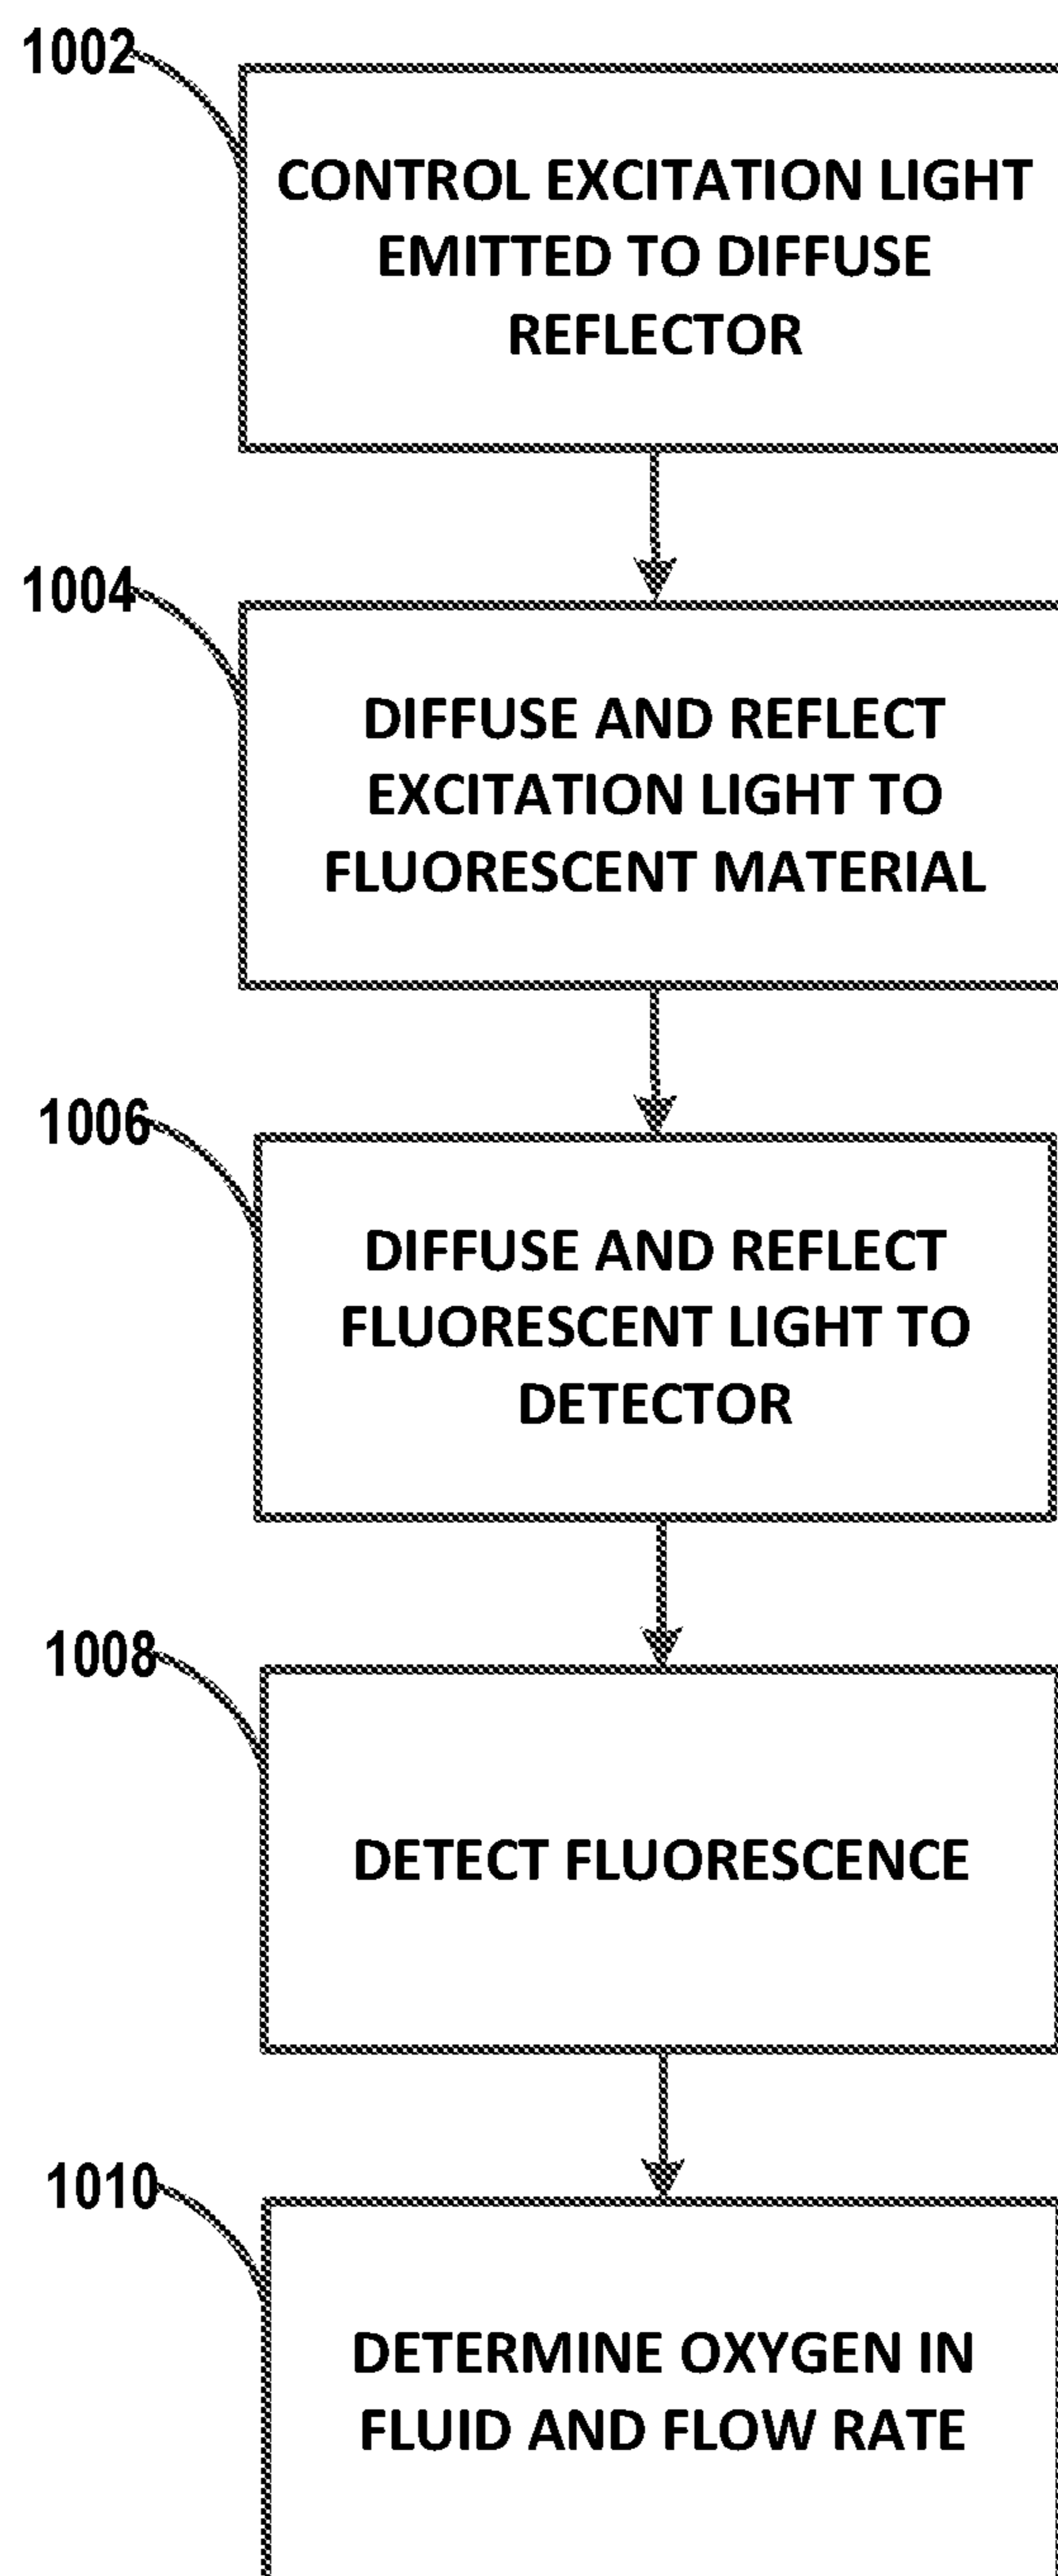 1002
CONTROL EXCITATION LIGHT
EMITTED TO DIFFUSE
REFLECTOR
1004
DIFFUSE AND REFLECT
EXCITATION LIGHT TO
FLUORESCENT MATERIAL
1006
DIFFUSE AND REFLECT
FLUORESCENT LIGHT TO
DETECTOR
1008
DETECT FLUORESCENCE
1010
DETERMINE OXYGEN IN
FLUID AND FLOW RATE